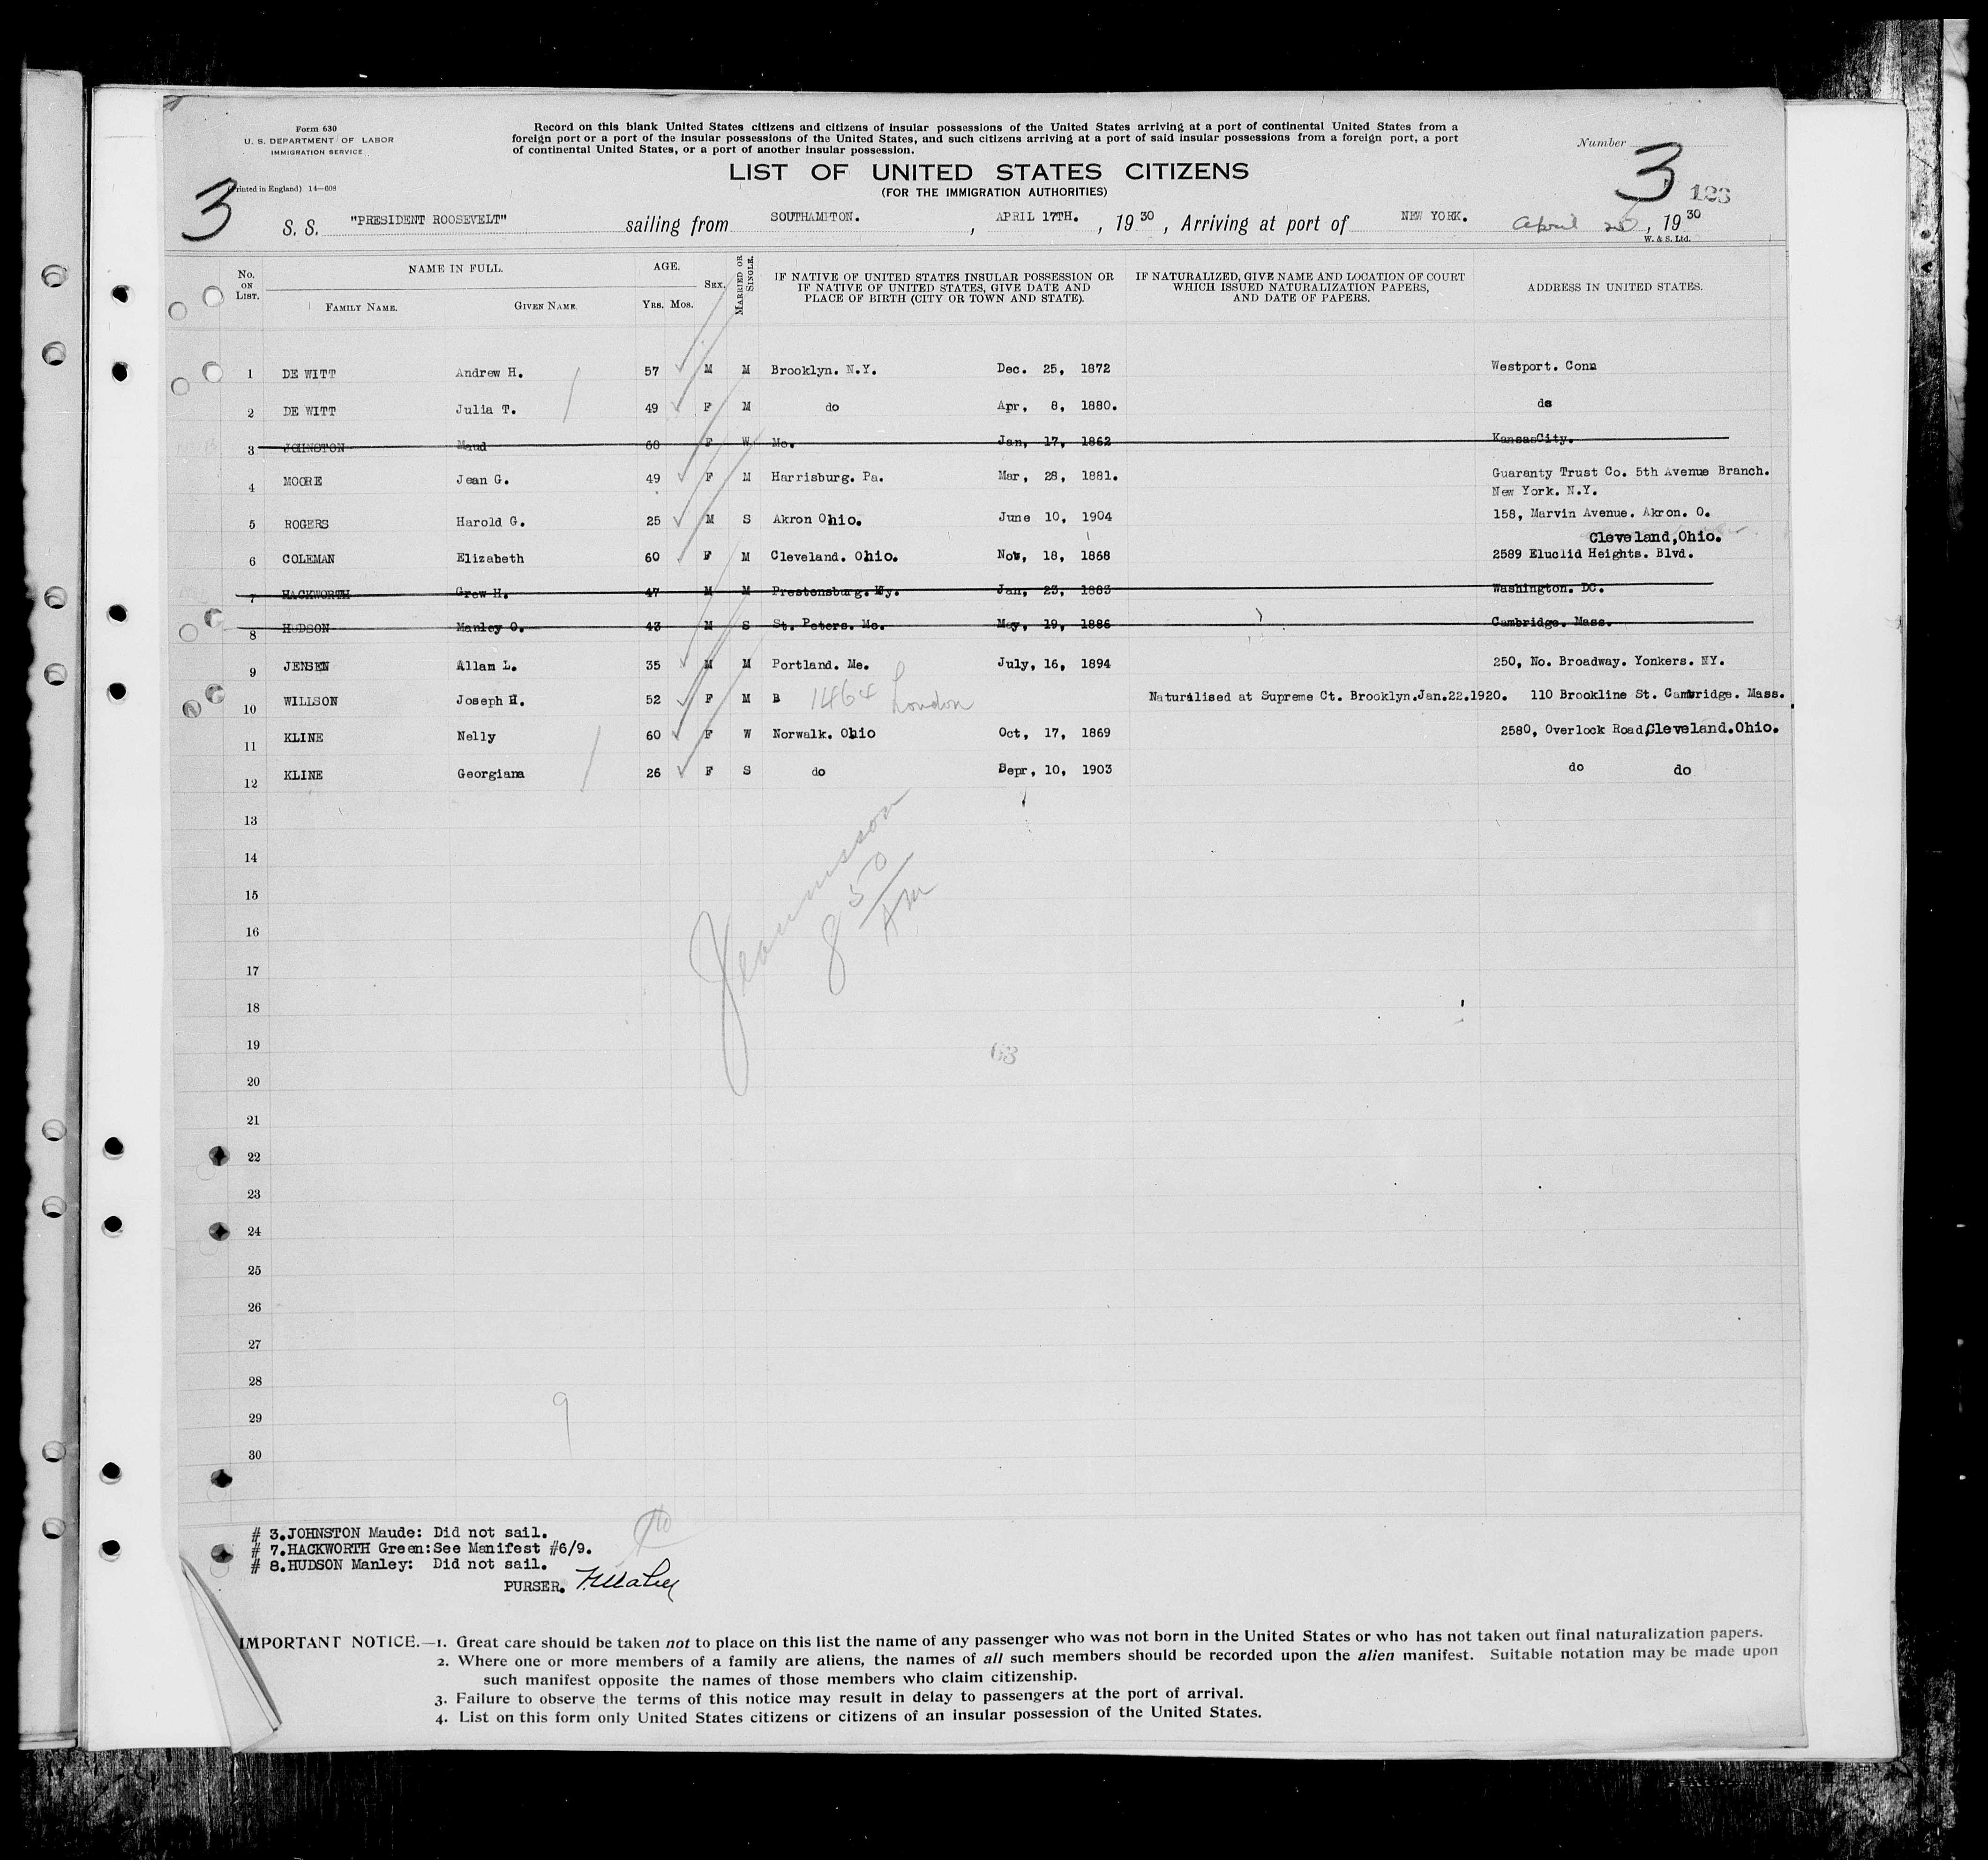 Form 630
U. S. DEPARTMENT OF LABOR
IMMIGRATION SERVICE
(Printed in England) 14—608
Record on this blank United States citizens and citizens of insular possessions of the United States arriving at a port of continental United States from a
foreign port or a port of the insular possessions of the United States, and such citizens arriving at a port of said insular possessions from a foreign port, a port
of continental United States, or a port of another insular possession.
Number 3
3
123
LIST OF UNITED STATES CITIZENS
(FOR THE IMMIGRATION AUTHORITIES)
S. S. "PRESIDENT ROOSEVELT" sailing from SOUTHAMPTON. , APRIL 17TH. , 19 30 , Arriving at port of NEW YORK. April , 19 30
W. & S. Ltd.
No. ON LIST. NAME IN FULL. FAMILY NAME. GIVEN NAME. AGE. YRS. MOS. SEX. MARRIED OR SINGLE. IF NATIVE OF UNITED STATES INSULAR POSSESSION OR IF NATIVE OF UNITED STATES, GIVE DATE AND PLACE OF BIRTH (CITY OR TOWN AND STATE). IF NATURALIZED, GIVE NAME AND LOCATION OF COURT WHICH ISSUED NATURALIZATION PAPERS, AND DATE OF PAPERS. ADDRESS IN UNITED STATES.
1 DE WITT Andrew H. 57 M M Brooklyn. N.Y. Dec. 25, 1872 Westport. Conn
2 DE WITT Julia T. 49 F M do Apr, 8, 1880. do
3 JOHNSTON Maud 68 F W Mo. Jan, 17, 1862 KansasCity.
4 MOORE Jean G. 49 F M Harrisburg. Pa. Mar, 28, 1881. Guaranty Trust Co. 5th Avenue Branch.
New York. N.Y.
5 ROGERS Harold G. 25 M S Akron Ohio. June 10, 1904 158, Marvin Avenue. Akron. O.
Cleveland,Ohio.
6 COLEMAN Elizabeth 60 F M Cleveland. Ohio. Nov, 18, 1868 2589 Eluclid Heights. Blvd.
7 HACKWORTH Grew H. 47 M M Prestensburg. Ky. Jan, 23, 1883 Washington. DC.
8 HUDSON Manley O. 43 M S St. Peters. Mo. May, 19, 1886 Cambridge. Mass.
9 JENSEN Allan L. 35 M M Portland. Me. July, 16, 1894 250, No. Broadway. Yonkers. NY.
10 WILLSON Joseph H. 52 F M B 1464 London Naturilised at Supreme Ct. Brooklyn.Jan.22.1920. 110 Brookline St. Cambridge. Mass.
11 KLINE Nelly 60 F W Norwalk. Ohio Oct, 17, 1869 2580, Overlock Road,Cleveland.Ohio.
12 KLINE Georgiana 26 F S do Sepr, 10, 1903 do do
13
14
15
16
17
18
19
20
21
22
23
24
25
26
27
28
29
30
8 50 AM
9
# 3.JOHNSTON Maude: Did not sail.
# 7.HACKWORTH Green:See Manifest #6/9.
# 8.HUDSON Manley: Did not sail.
PURSER.
IMPORTANT NOTICE.—1. Great care should be taken not to place on this list the name of any passenger who was not born in the United States or who has not taken out final naturalization papers.
2. Where one or more members of a family are aliens, the names of all such members should be recorded upon the alien manifest. Suitable notation may be made upon
such manifest opposite the names of those members who claim citizenship.
3. Failure to observe the terms of this notice may result in delay to passengers at the port of arrival.
4. List on this form only United States citizens or citizens of an insular possession of the United States.